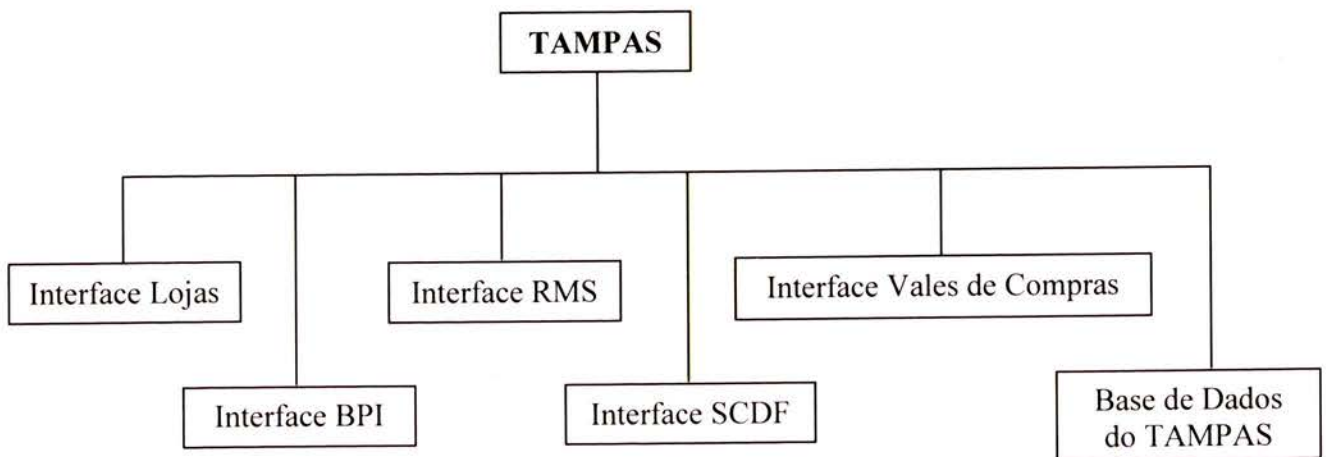 TAMPAS
Interface Lojas
Interface RMS
Interface Vales de Compras
Interface BPI
Interface SCDF
Base de Dados
do TAMPAS